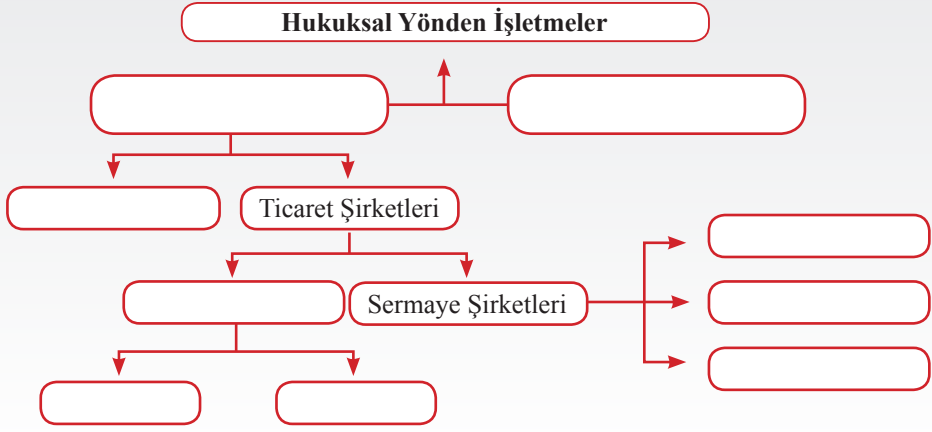 Hukuksal Yönden İşletmeler
Ticaret Şirketleri
Sermaye Şirketleri